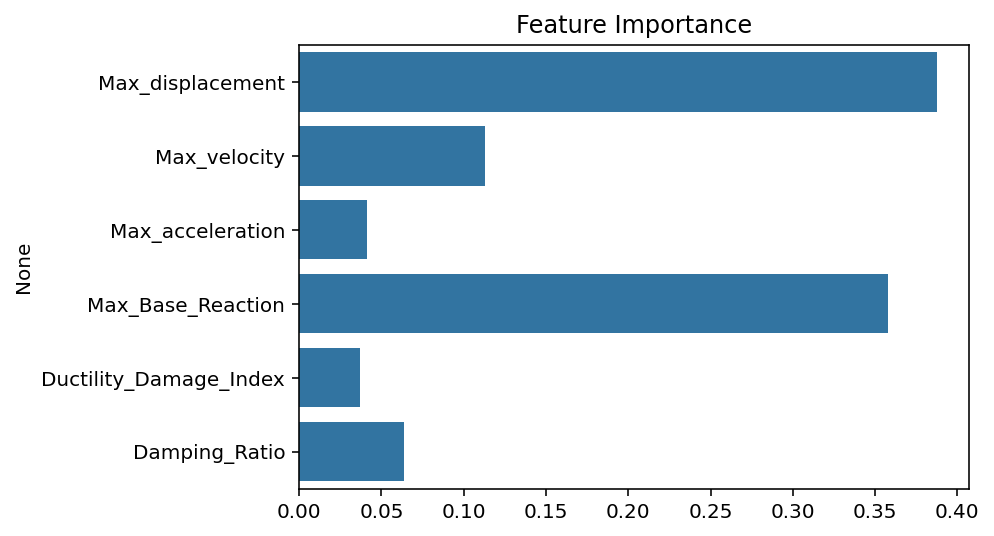 Feature Importance
Max_displacement
Max_velocity
Max_acceleration
Max_Base_Reaction
Ductility_Damage_Index
Damping_Ratio
None
0.00 0.05 0.10 0.15 0.20 0.25 0.30 0.35 0.40